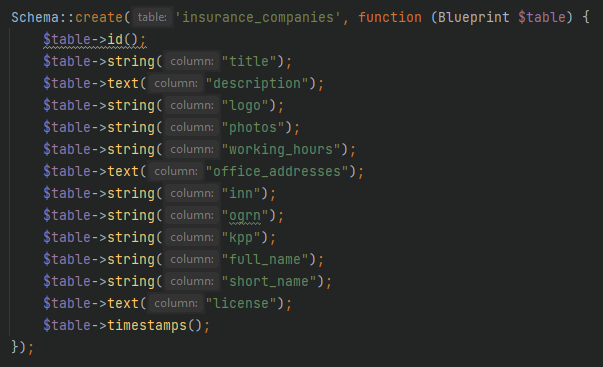 Schema::create( table: 'insurance_companies', function (Blueprint $table) {
$table->id();
$table->string( column: "title");
$table->text( column: "description");
$table->string( column: "logo");
$table->string( column: "photos");
$table->string( column: "working_hours");
$table->text( column: "office_addresses");
$table->string( column: "inn");
$table->string( column: "ogrn");
$table->string( column: "kpp");
$table->string( column: "full_name");
$table->string( column: "short_name");
$table->text( column: "license");
$table->timestamps();
});